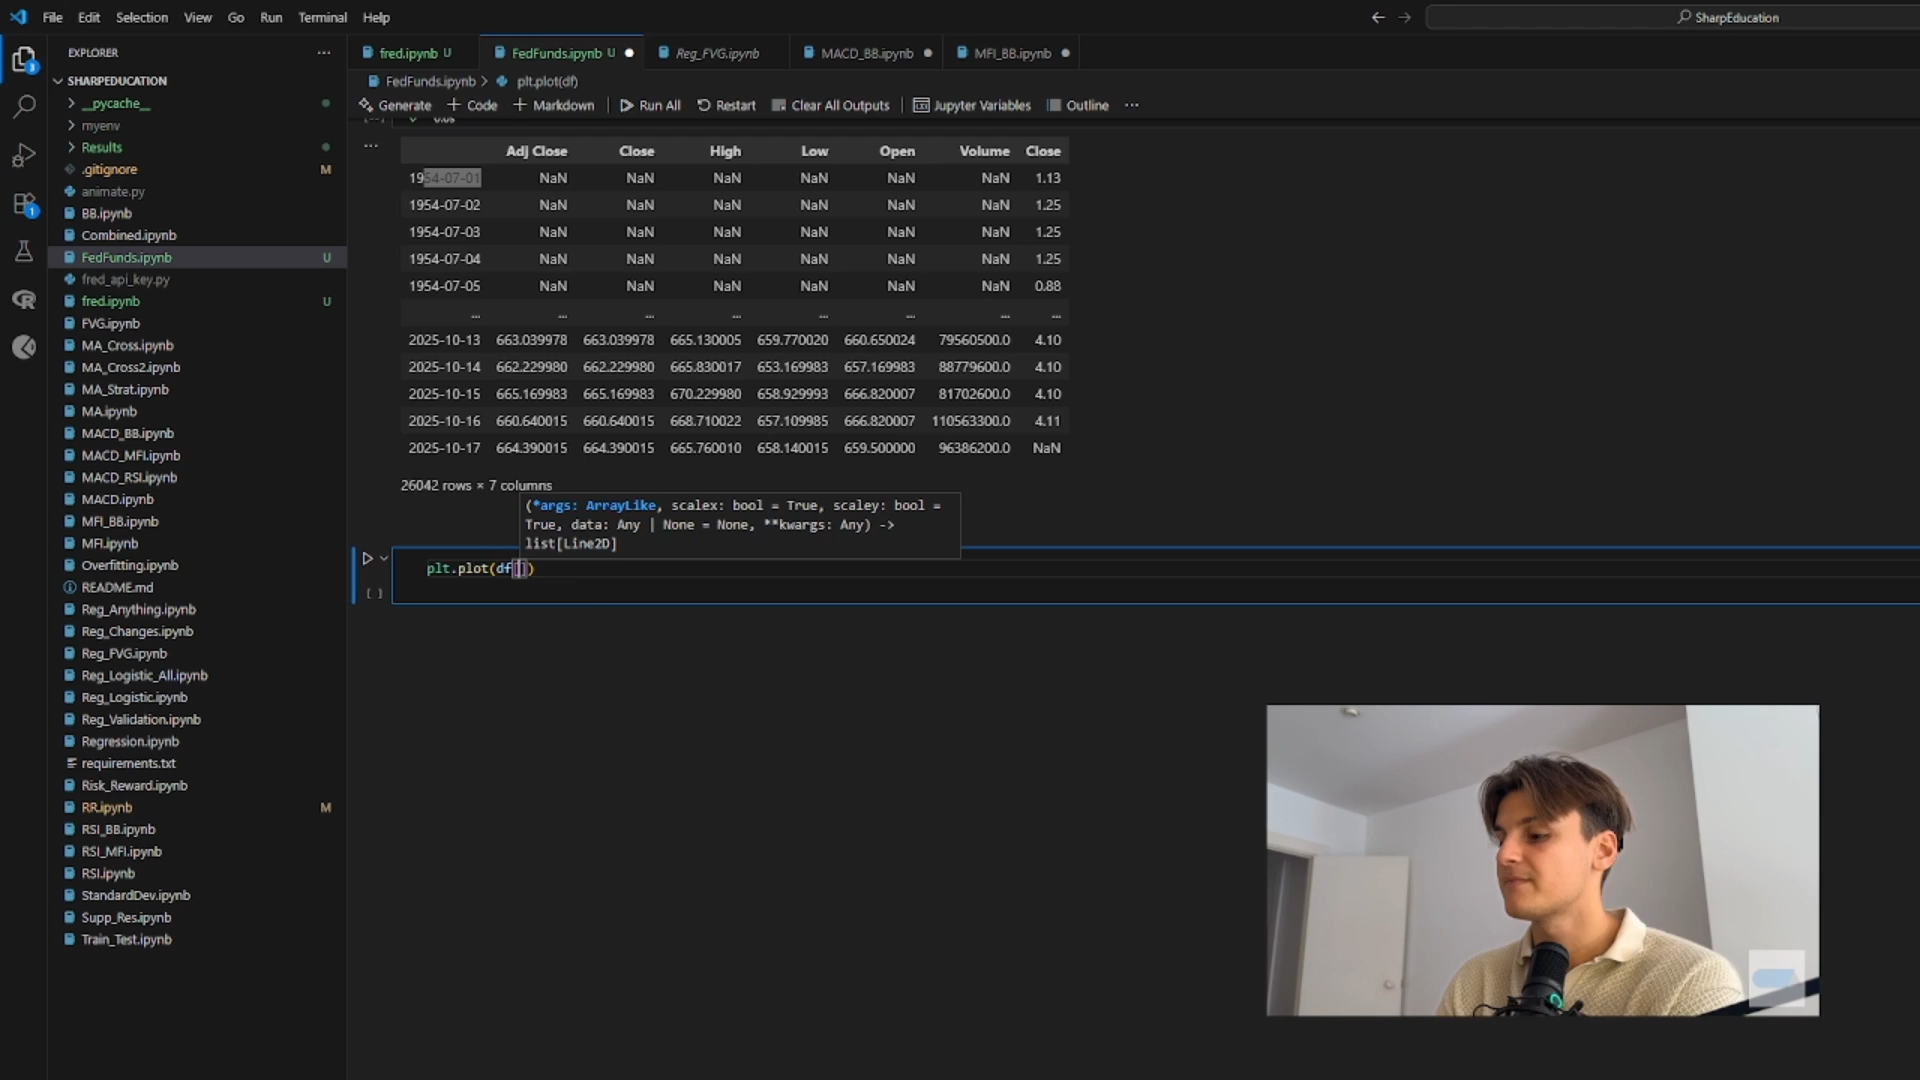 File Edit Selection View Go Run Terminal Help
SharpEducation
EXPLORER ...
SHARPEDUCATION
__pycache__
myenv
Results
.gitignore M
animate.py
BB.ipynb
Combined.ipynb
FedFunds.ipynb U
fred_api_key.py
fred.ipynb U
FVG.ipynb
MA_Cross.ipynb
MA_Cross2.ipynb
MA_Strat.ipynb
MA.ipynb
MACD_BB.ipynb
MACD_MFI.ipynb
MACD_RSI.ipynb
MACD.ipynb
MFI_BB.ipynb
MFI.ipynb
Overfitting.ipynb
README.md
Reg_Anything.ipynb
Reg_Changes.ipynb
Reg_FVG.ipynb
Reg_Logistic_All.ipynb
Reg_Logistic.ipynb
Reg_Validation.ipynb
Regression.ipynb
requirements.txt
Risk_Reward.ipynb
RR.ipynb M
RSI_BB.ipynb
RSI_MFI.ipynb
RSI.ipynb
StandardDev.ipynb
Supp_Res.ipynb
Train_Test.ipynb
3
1
fred.ipynb U FedFunds.ipynb U Reg_FVG.ipynb MACD_BB.ipynb MFI_BB.ipynb
FedFunds.ipynb > plt.plot(df)
Generate + Code + Markdown Run All Restart Clear All Outputs Jupyter Variables Outline ...
0.0s
... Adj Close Close High Low Open Volume Close
1954-07-01 NaN NaN NaN NaN NaN NaN 1.13
1954-07-02 NaN NaN NaN NaN NaN NaN 1.25
1954-07-03 NaN NaN NaN NaN NaN NaN 1.25
1954-07-04 NaN NaN NaN NaN NaN NaN 1.25
1954-07-05 NaN NaN NaN NaN NaN NaN 0.88
... ... ... ... ... ... ... ...
2025-10-13 663.039978 663.039978 665.130005 659.770020 660.650024 79560500.0 4.10
2025-10-14 662.229980 662.229980 665.830017 653.169983 657.169983 88779600.0 4.10
2025-10-15 665.169983 665.169983 670.229980 658.929993 666.820007 81702600.0 4.10
2025-10-16 660.640015 660.640015 668.710022 657.109985 666.820007 110563300.0 4.11
2025-10-17 664.390015 664.390015 665.760010 658.140015 659.500000 96386200.0 NaN
26042 rows × 7 columns
(*args: ArrayLike, scalex: bool = True, scaley: bool =
True, data: Any | None = None, **kwargs: Any) ->
list[Line2D]
plt.plot(df[])
[ ]